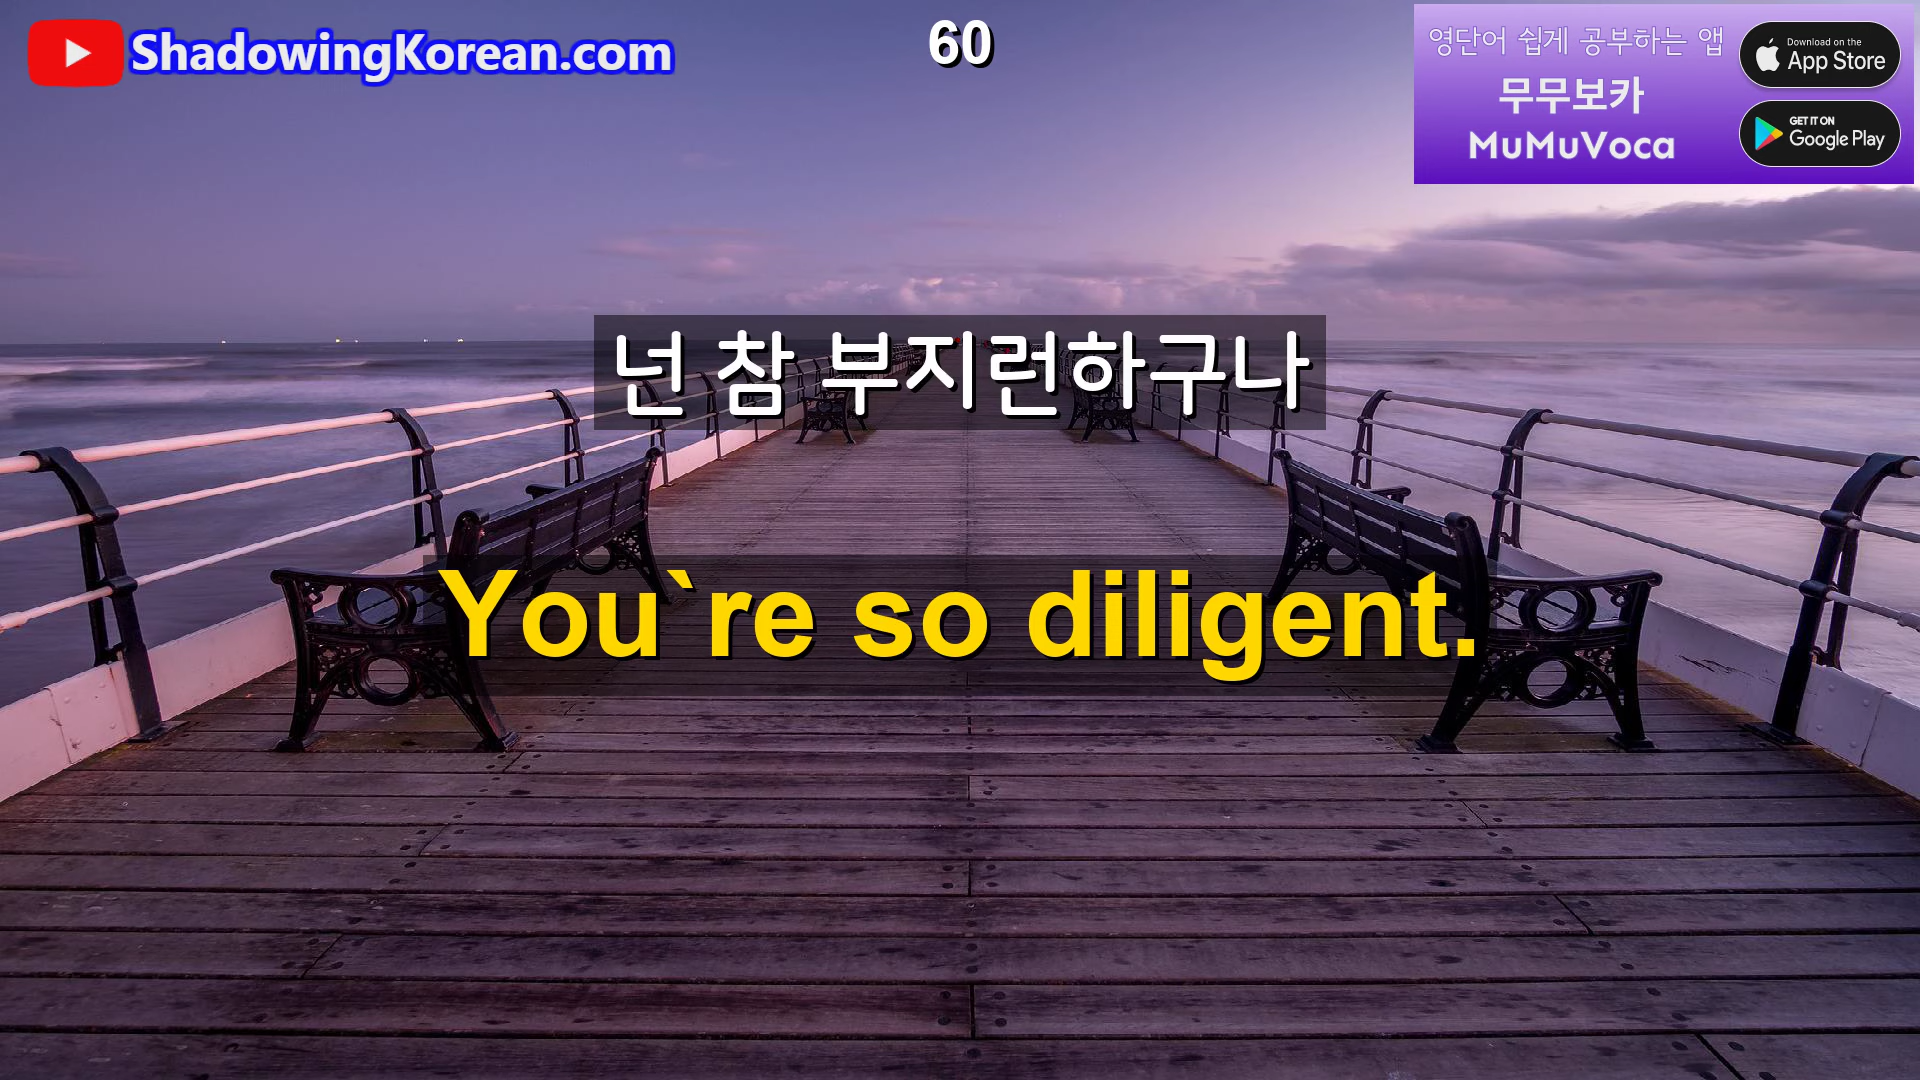 ShadowingKorean.com
60
영단어 쉽게 공부하는 앱
무무보카
MuMuVoca
Download on the
App Store
GET IT ON
Google Play
넌 참 부지런하구나
You`re so diligent.